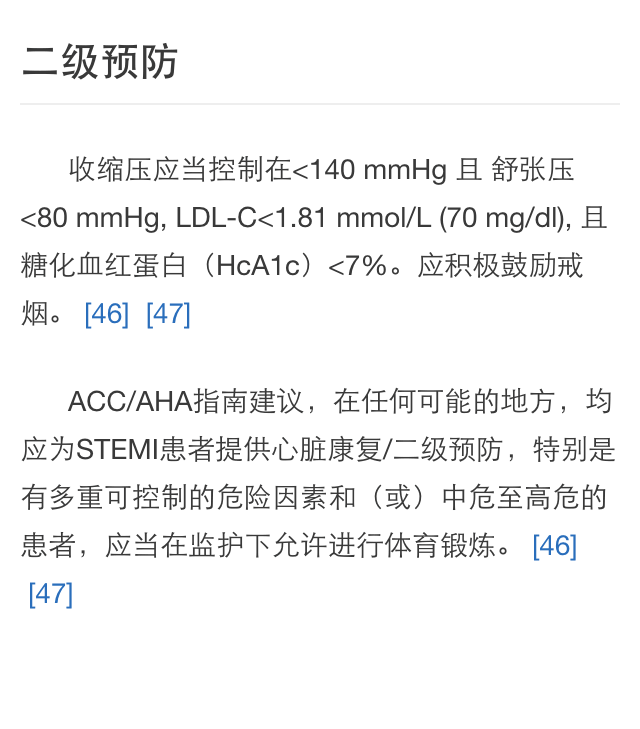 二级预防
收缩压应当控制在<140 mmHg 且 舒张压
<80 mmHg, LDL-C<1.81 mmol/L (70 mg/dl), 且
糖化血红蛋白（HcA1c）<7%。应积极鼓励戒
烟。 [46] [47]
ACC/AHA指南建议，在任何可能的地方，均
应为STEMI患者提供心脏康复/二级预防，特别是
有多重可控制的危险因素和（或）中危至高危的
患者，应当在监护下允许进行体育锻炼。 [46]
[47]